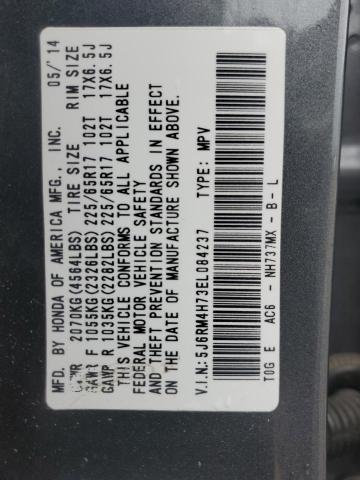 MFD. BY HONDA OF AMERICA MFG., INC. 05/'14
GVWR 2070KG(4564LBS) TIRE SIZE RIM SIZE
GAWR F 1055KG(2326LBS) 225/65R17 102T 17X6.5J
GAWR R 1035KG(2282LBS) 225/65R17 102T 17X6.5J
THIS VEHICLE CONFORMS TO ALL APPLICABLE
FEDERAL MOTOR VEHICLE SAFETY
AND THEFT PREVENTION STANDARDS IN EFFECT
ON THE DATE OF MANUFACTURE SHOWN ABOVE.
V.I.N.: 5J6RM4H73EL084237 TYPE: MPV
T0G E AC6 - NH737MX - B - L